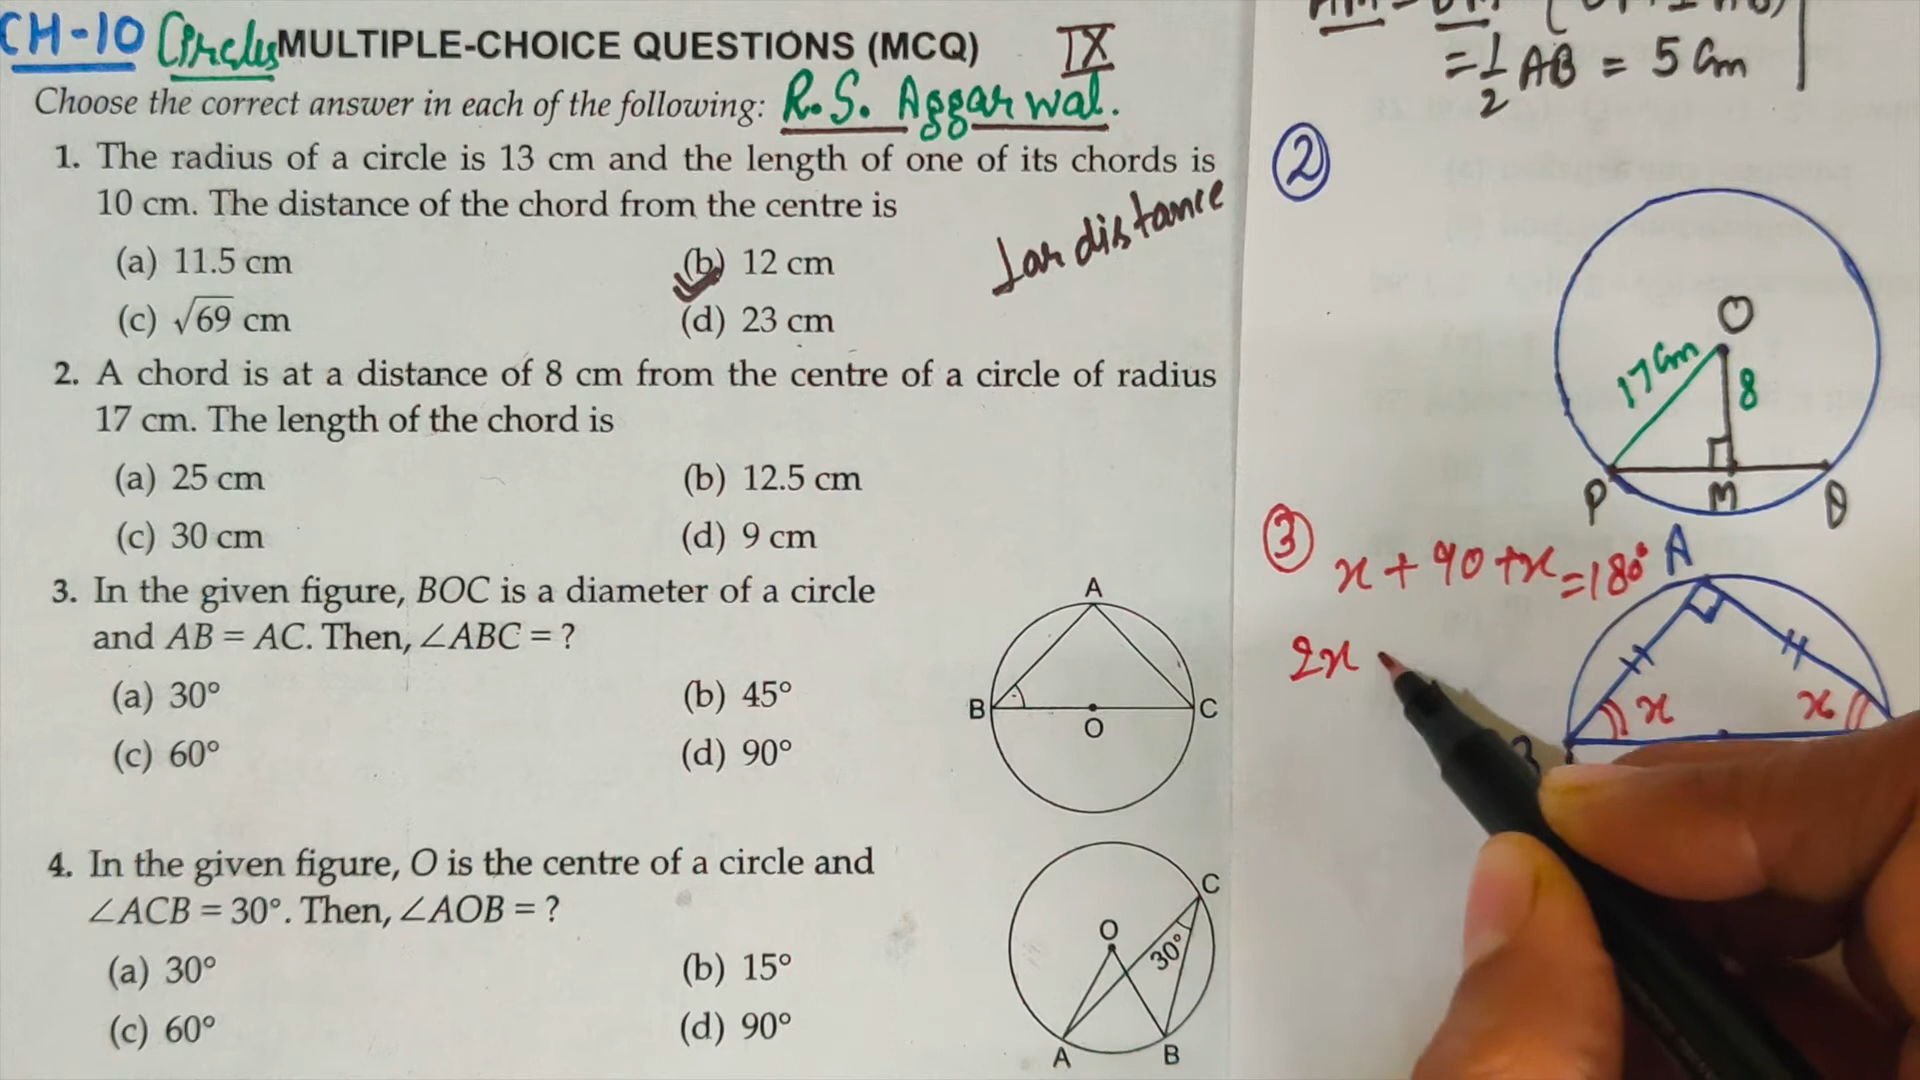 CH-10 Circles MULTIPLE-CHOICE QUESTIONS (MCQ) IX
Choose the correct answer in each of the following: R.S. Aggarwal.
1. The radius of a circle is 13 cm and the length of one of its chords is
10 cm. The distance of the chord from the centre is
⊥ar distance
(a) 11.5 cm
(b) 12 cm
(c) √69 cm
(d) 23 cm
2. A chord is at a distance of 8 cm from the centre of a circle of radius
17 cm. The length of the chord is
(a) 25 cm
(b) 12.5 cm
(c) 30 cm
(d) 9 cm
3. In the given figure, BOC is a diameter of a circle
and AB = AC. Then, ∠ABC = ?
(a) 30°
(b) 45°
(c) 60°
(d) 90°
A
B
O
C
4. In the given figure, O is the centre of a circle and
∠ACB = 30°. Then, ∠AOB = ?
(a) 30°
(b) 15°
(c) 60°
(d) 90°
C
O
30°
A
B
= 1/2 AB = 5 cm
2
O
17 cm
8
P
M
Q
3
x + 90 + x = 180°
2x
A
x
x